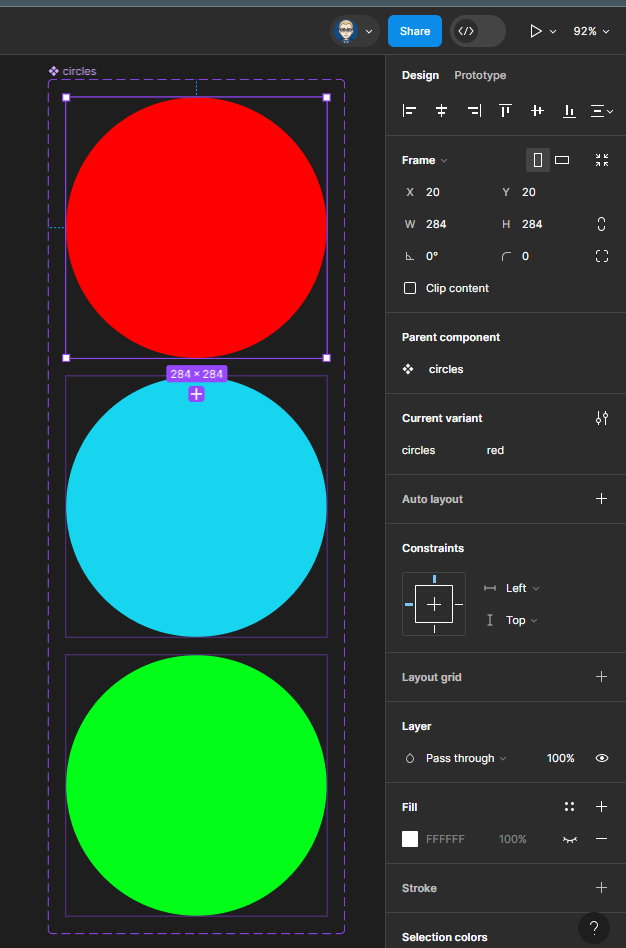 Share
92%
circles
284 × 284
Design Prototype
Frame
X 20 Y 20
W 284 H 284
0° 0
Clip content
Parent component
circles
Current variant
circles red
Auto layout
Constraints
Left
Top
Layout grid
Layer
Pass through 100%
Fill
FFFFFF 100%
Stroke
?
Selection colors